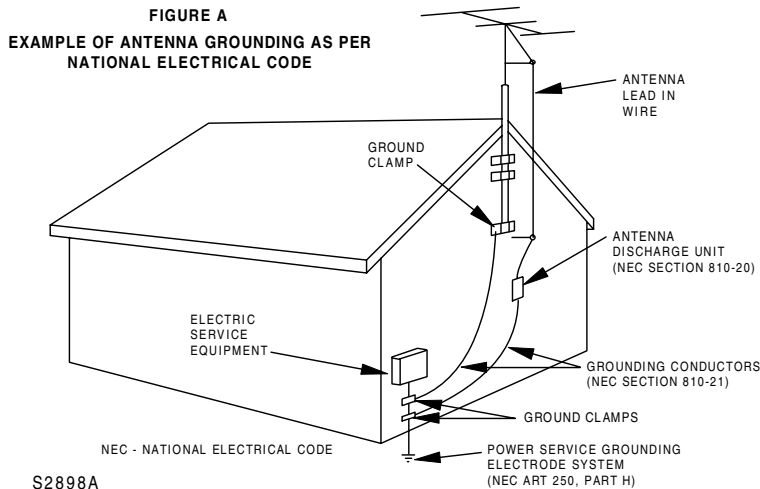 FIGURE A
EXAMPLE OF ANTENNA GROUNDING AS PER
NATIONAL ELECTRICAL CODE
ANTENNA
LEAD IN
WIRE
GROUND
CLAMP
ANTENNA
DISCHARGE UNIT
(NEC SECTION 810-20)
ELECTRIC
SERVICE
EQUIPMENT
GROUNDING CONDUCTORS
(NEC SECTION 810-21)
GROUND CLAMPS
NEC - NATIONAL ELECTRICAL CODE
POWER SERVICE GROUNDING
ELECTRODE SYSTEM
(NEC ART 250, PART H)
S2898A